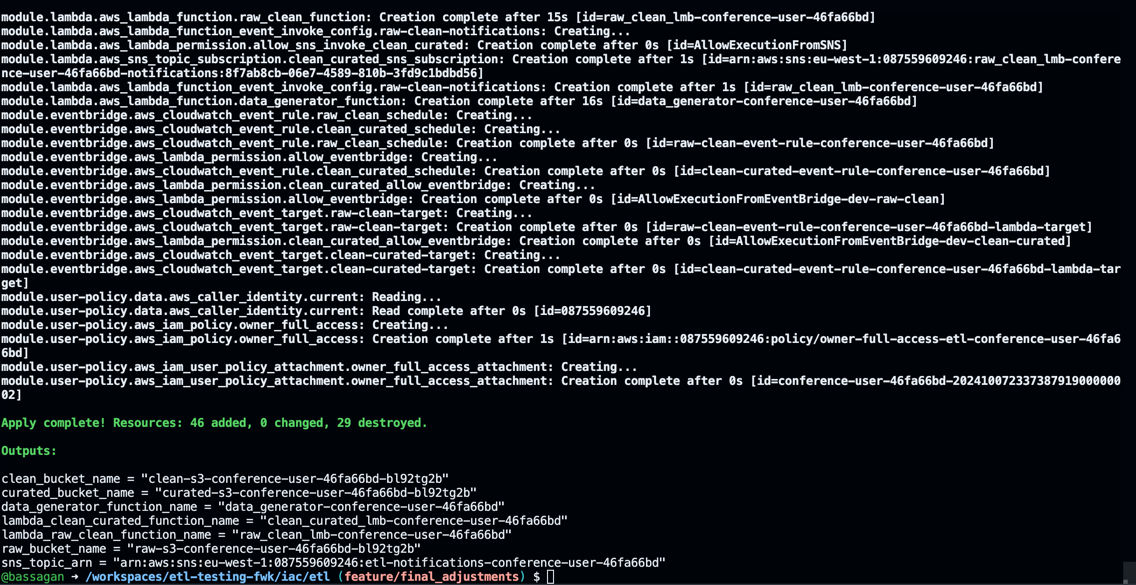 module.lambda.aws_lambda_function.raw_clean_function: Creation complete after 15s [id=raw_clean_lmb-conference-user-46fa66bd]
module.lambda.aws_lambda_function_event_invoke_config.raw-clean-notifications: Creating...
module.lambda.aws_lambda_permission.allow_sns_invoke_clean_curated: Creation complete after 0s [id=AllowExecutionFromSNS]
module.lambda.aws_sns_topic_subscription.clean_curated_sns_subscription: Creation complete after 1s [id=arn:aws:sns:eu-west-1:087559609246:raw_clean_lmb-confere
nce-user-46fa66bd-notifications:8f7ab8cb-06e7-4589-810b-3fd9c1bdbd56]
module.lambda.aws_lambda_function_event_invoke_config.raw-clean-notifications: Creation complete after 1s [id=raw_clean_lmb-conference-user-46fa66bd]
module.lambda.aws_lambda_function.data_generator_function: Creation complete after 16s [id=data_generator-conference-user-46fa66bd]
module.eventbridge.aws_cloudwatch_event_rule.raw_clean_schedule: Creating...
module.eventbridge.aws_cloudwatch_event_rule.clean_curated_schedule: Creating...
module.eventbridge.aws_cloudwatch_event_rule.raw_clean_schedule: Creation complete after 0s [id=raw-clean-event-rule-conference-user-46fa66bd]
module.eventbridge.aws_lambda_permission.allow_eventbridge: Creating...
module.eventbridge.aws_cloudwatch_event_rule.clean_curated_schedule: Creation complete after 0s [id=clean-curated-event-rule-conference-user-46fa66bd]
module.eventbridge.aws_lambda_permission.clean_curated_allow_eventbridge: Creating...
module.eventbridge.aws_lambda_permission.allow_eventbridge: Creation complete after 0s [id=AllowExecutionFromEventBridge-dev-raw-clean]
module.eventbridge.aws_cloudwatch_event_target.raw-clean-target: Creating...
module.eventbridge.aws_cloudwatch_event_target.raw-clean-target: Creation complete after 0s [id=raw-clean-event-rule-conference-user-46fa66bd-lambda-target]
module.eventbridge.aws_lambda_permission.clean_curated_allow_eventbridge: Creation complete after 0s [id=AllowExecutionFromEventBridge-dev-clean-curated]
module.eventbridge.aws_cloudwatch_event_target.clean-curated-target: Creating...
module.eventbridge.aws_cloudwatch_event_target.clean-curated-target: Creation complete after 0s [id=clean-curated-event-rule-conference-user-46fa66bd-lambda-tar
get]
module.user-policy.data.aws_caller_identity.current: Reading...
module.user-policy.data.aws_caller_identity.current: Read complete after 0s [id=087559609246]
module.user-policy.aws_iam_policy.owner_full_access: Creating...
module.user-policy.aws_iam_policy.owner_full_access: Creation complete after 1s [id=arn:aws:iam::087559609246:policy/owner-full-access-etl-conference-user-46fa6
6bd]
module.user-policy.aws_iam_user_policy_attachment.owner_full_access_attachment: Creating...
module.user-policy.aws_iam_user_policy_attachment.owner_full_access_attachment: Creation complete after 0s [id=conference-user-46fa66bd-2024100723373879190000000
02]
Apply complete! Resources: 46 added, 0 changed, 29 destroyed.
Outputs:
clean_bucket_name = "clean-s3-conference-user-46fa66bd-bl92tg2b"
curated_bucket_name = "curated-s3-conference-user-46fa66bd-bl92tg2b"
data_generator_function_name = "data_generator-conference-user-46fa66bd"
lambda_clean_curated_function_name = "clean_curated_lmb-conference-user-46fa66bd"
lambda_raw_clean_function_name = "raw_clean_lmb-conference-user-46fa66bd"
raw_bucket_name = "raw-s3-conference-user-46fa66bd-bl92tg2b"
sns_topic_arn = "arn:aws:sns:eu-west-1:087559609246:etl-notifications-conference-user-46fa66bd"
@bassagan ➜ /workspaces/etl-testing-fwk/iac/etl (feature/final_adjustments) $